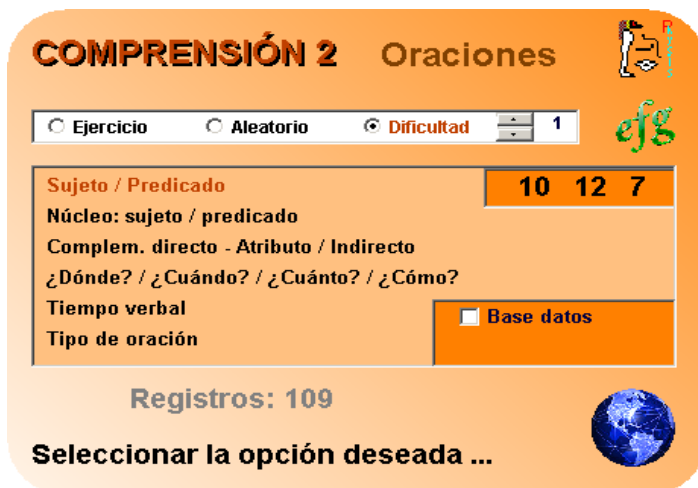 COMPRENSIÓN 2 Oraciones
efg
Ejercicio Aleatorio Dificultad 1
Sujeto / Predicado 10 12 7
Núcleo: sujeto / predicado
Complem. directo - Atributo / Indirecto
¿Dónde? / ¿Cuándo? / ¿Cuánto? / ¿Cómo?
Tiempo verbal
Base datos
Tipo de oración
Registros: 109
Seleccionar la opción deseada ...